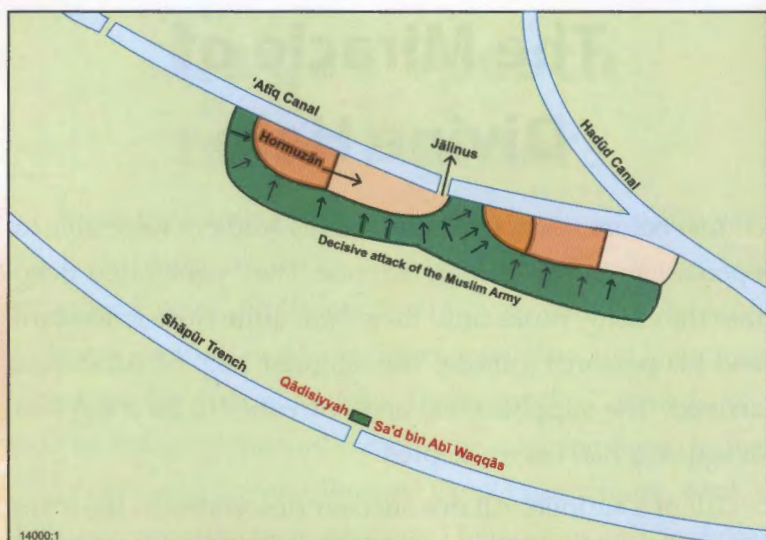 'Atīq Canal
Hadūd Canal
Jālinus
Hormuzān
Decisive attack of the Muslim Army
Shāpūr Trench
Qādisiyyah
Sa'd bin Abī Waqqās
14000:1